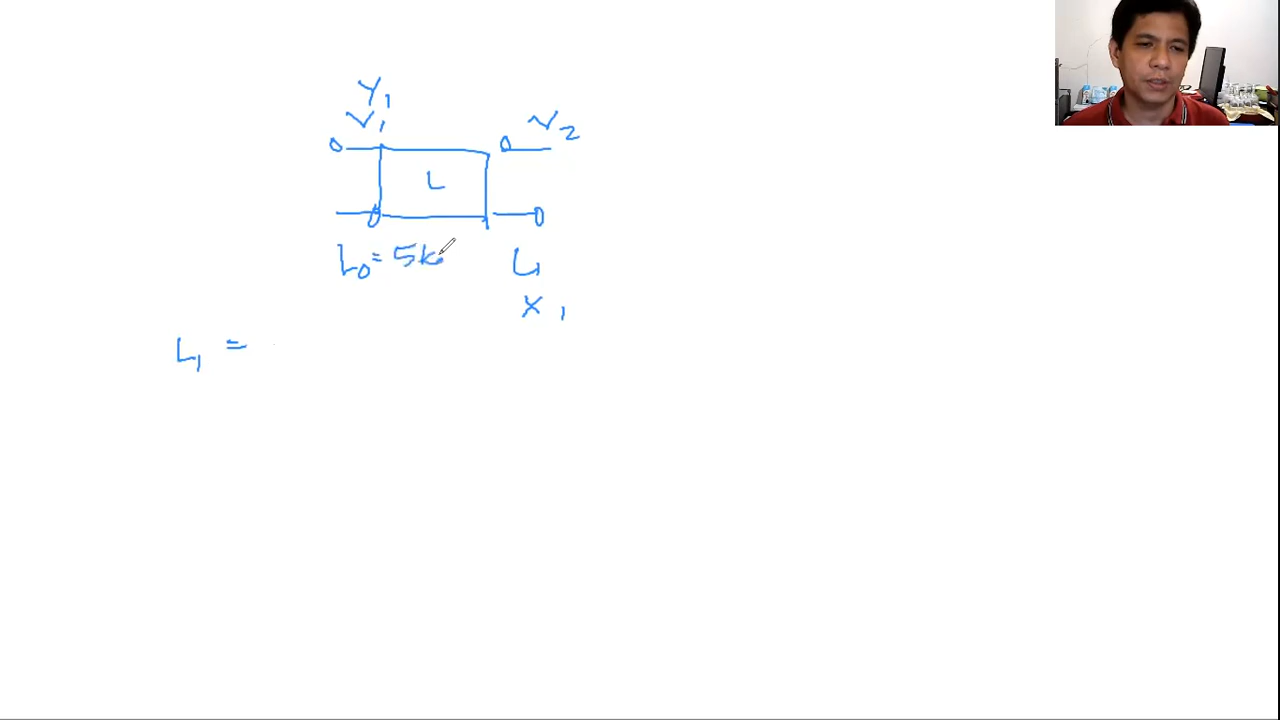 Y1
V1
V2
L
L0 = 5k
L1
X1
L1 =